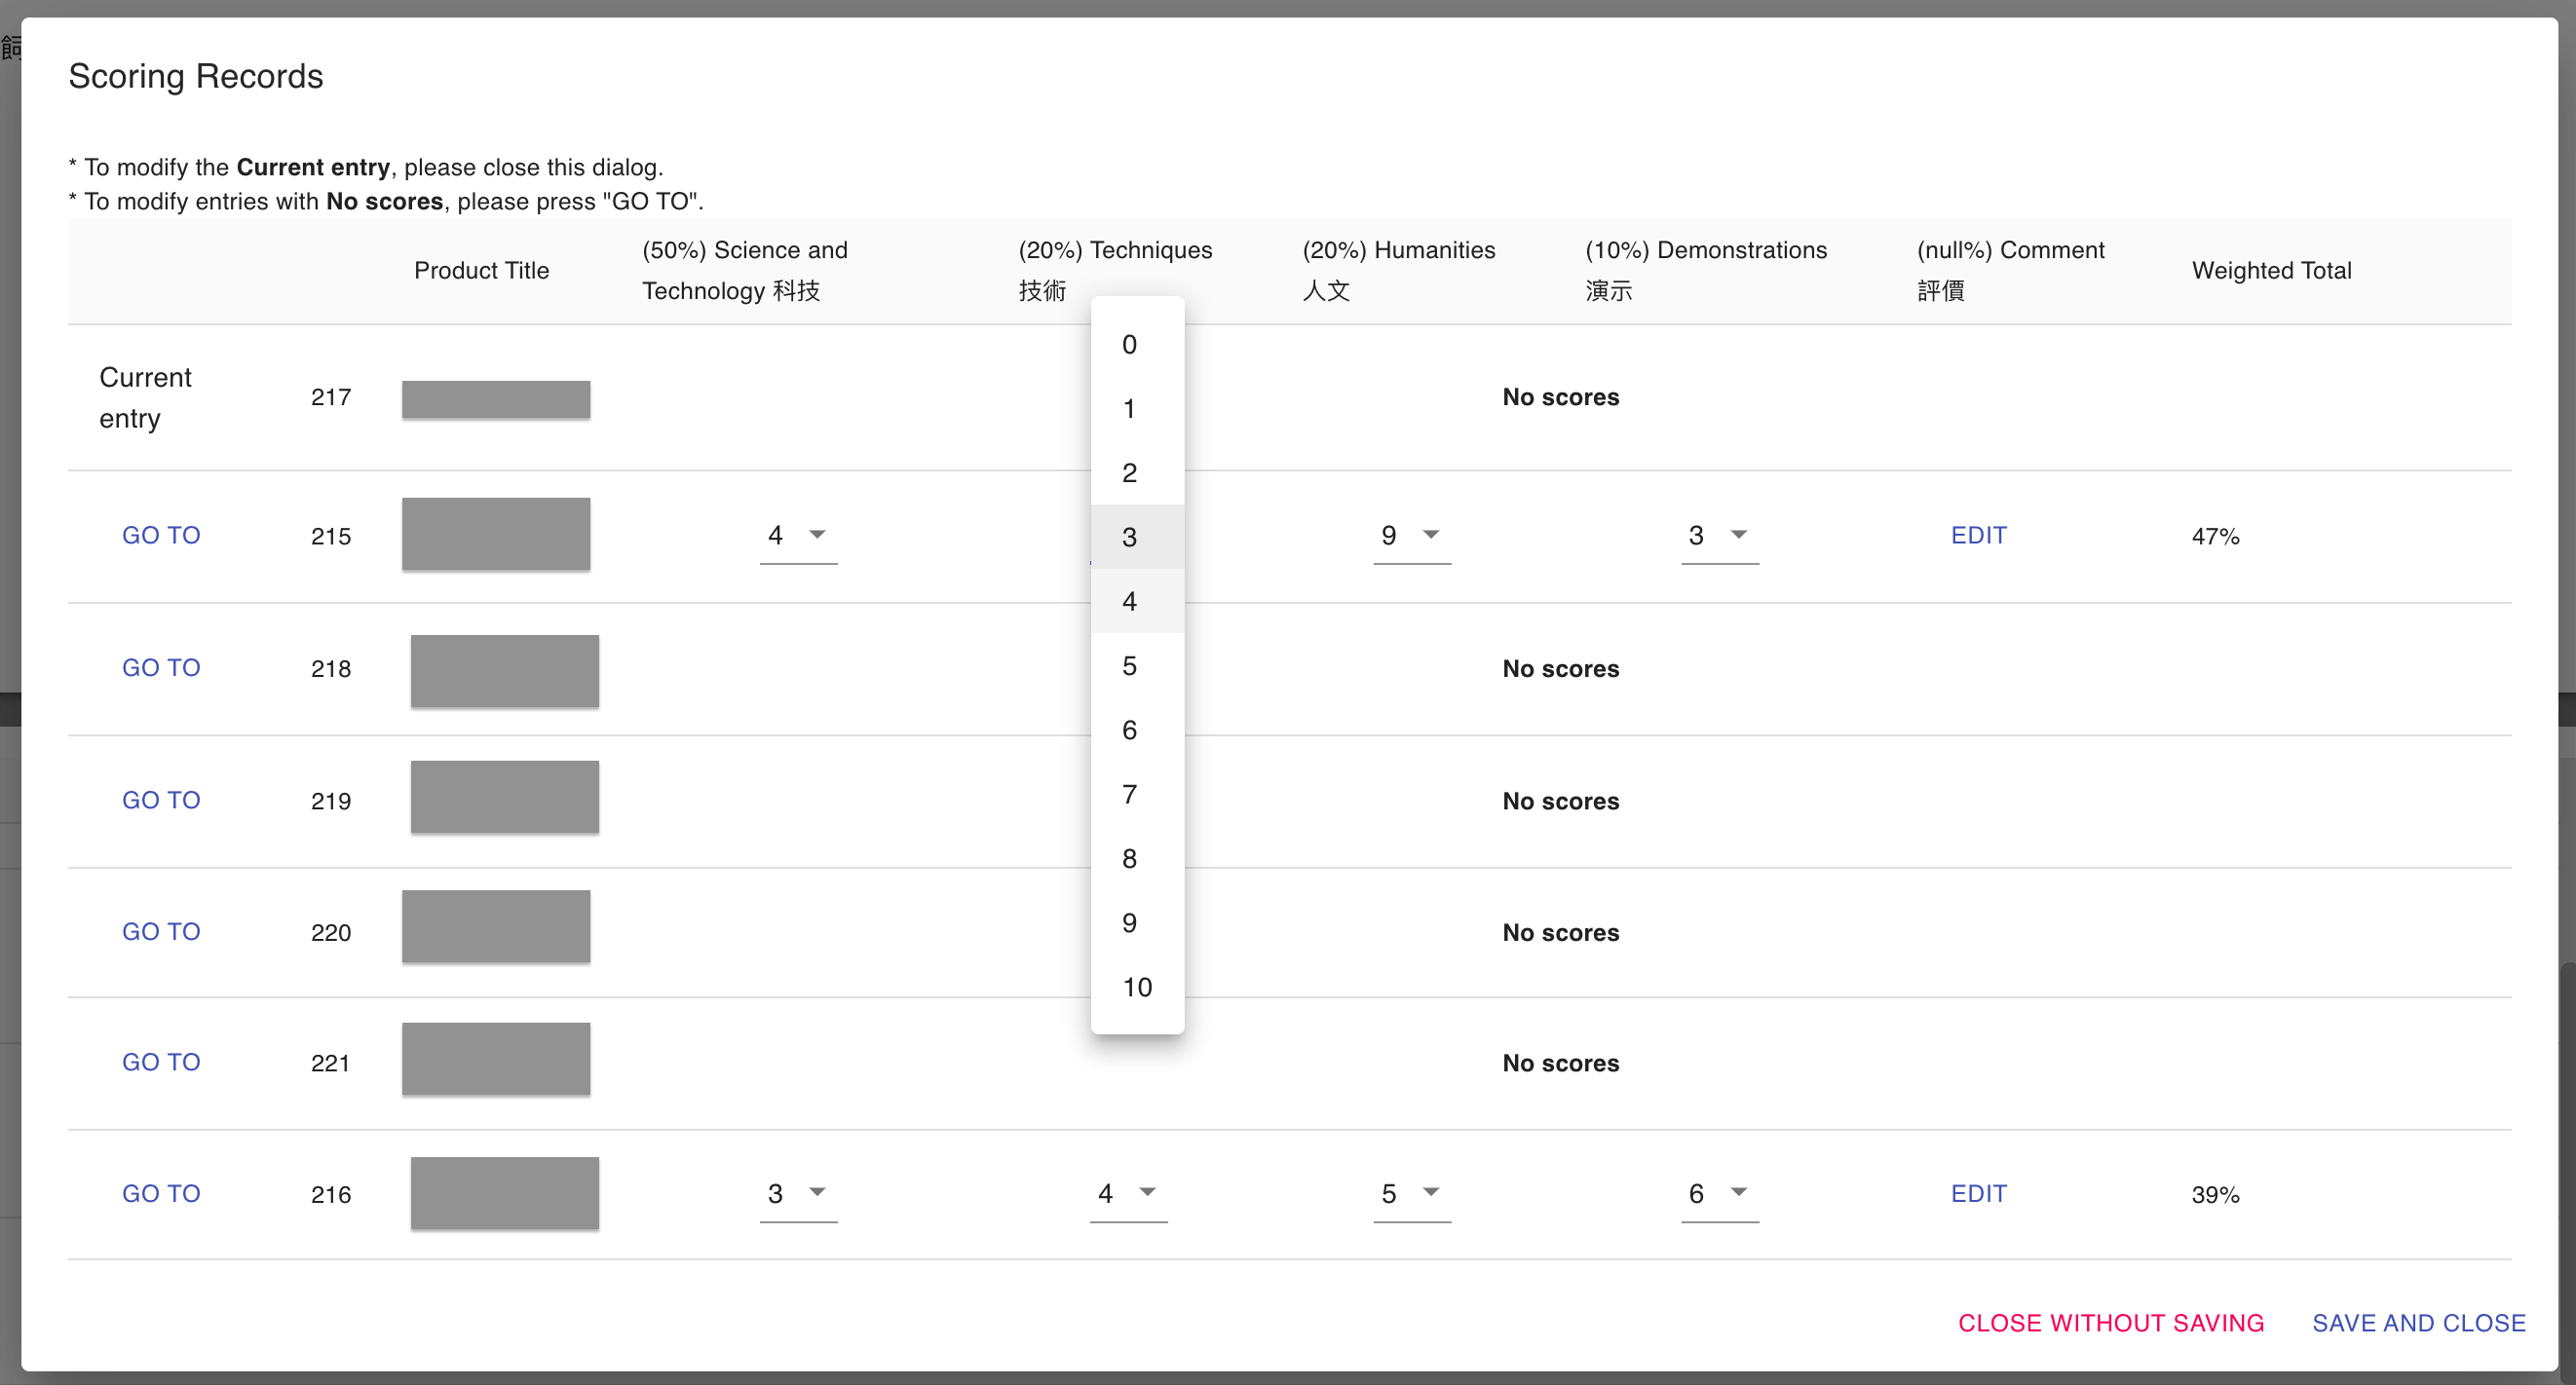 飼
Scoring Records
* To modify the Current entry, please close this dialog.
* To modify entries with No scores, please press "GO TO".
Product Title
(50%) Science and
Technology 科技
(20%) Techniques
技術
(20%) Humanities
人文
(10%) Demonstrations
演示
(null%) Comment
評價
Weighted Total
Current
entry
217
No scores
GO TO
215
4
9
3
EDIT
47%
GO TO
218
No scores
GO TO
219
No scores
GO TO
220
No scores
GO TO
221
No scores
GO TO
216
3
4
5
6
EDIT
39%
0
1
2
3
4
5
6
7
8
9
10
CLOSE WITHOUT SAVING
SAVE AND CLOSE